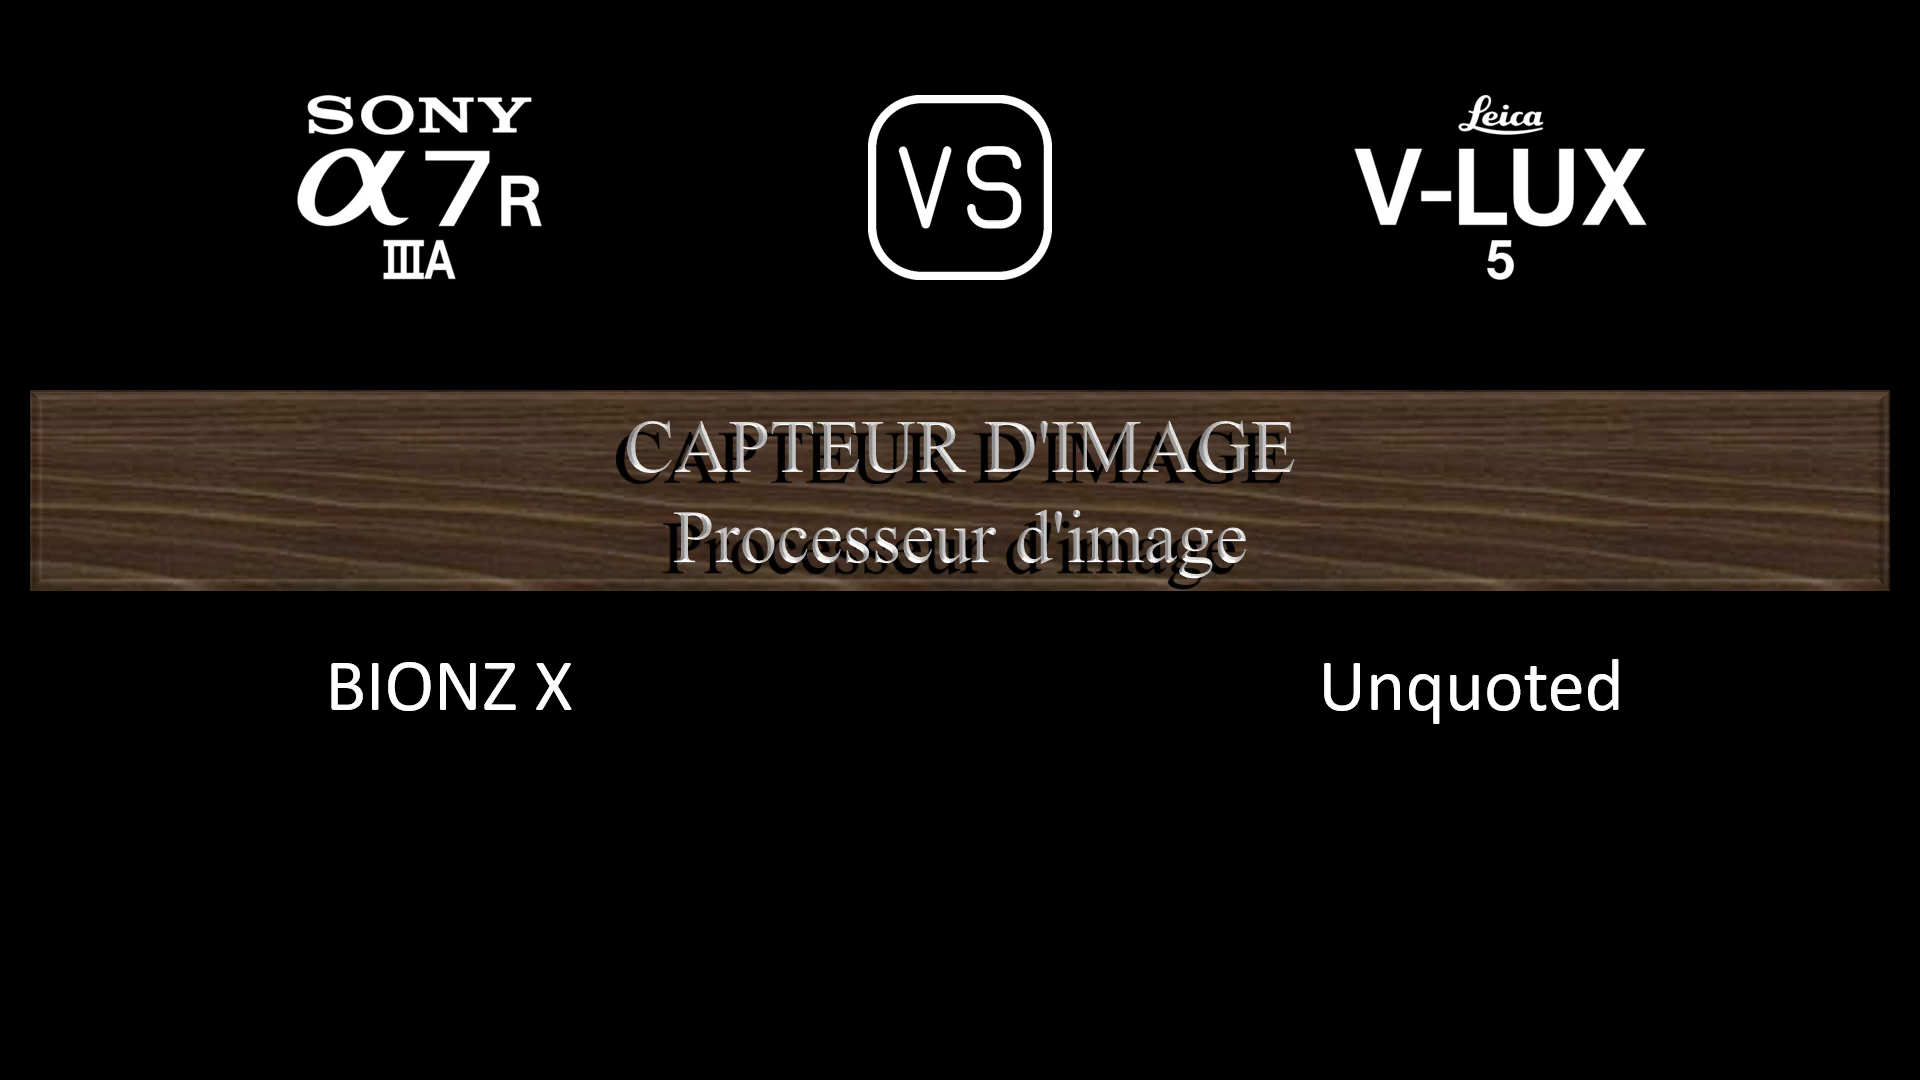 SONY
α7R
IIIA
VS
Leica
V-LUX
5
CAPTEUR D'IMAGE
Processeur d'image
BIONZ X
Unquoted